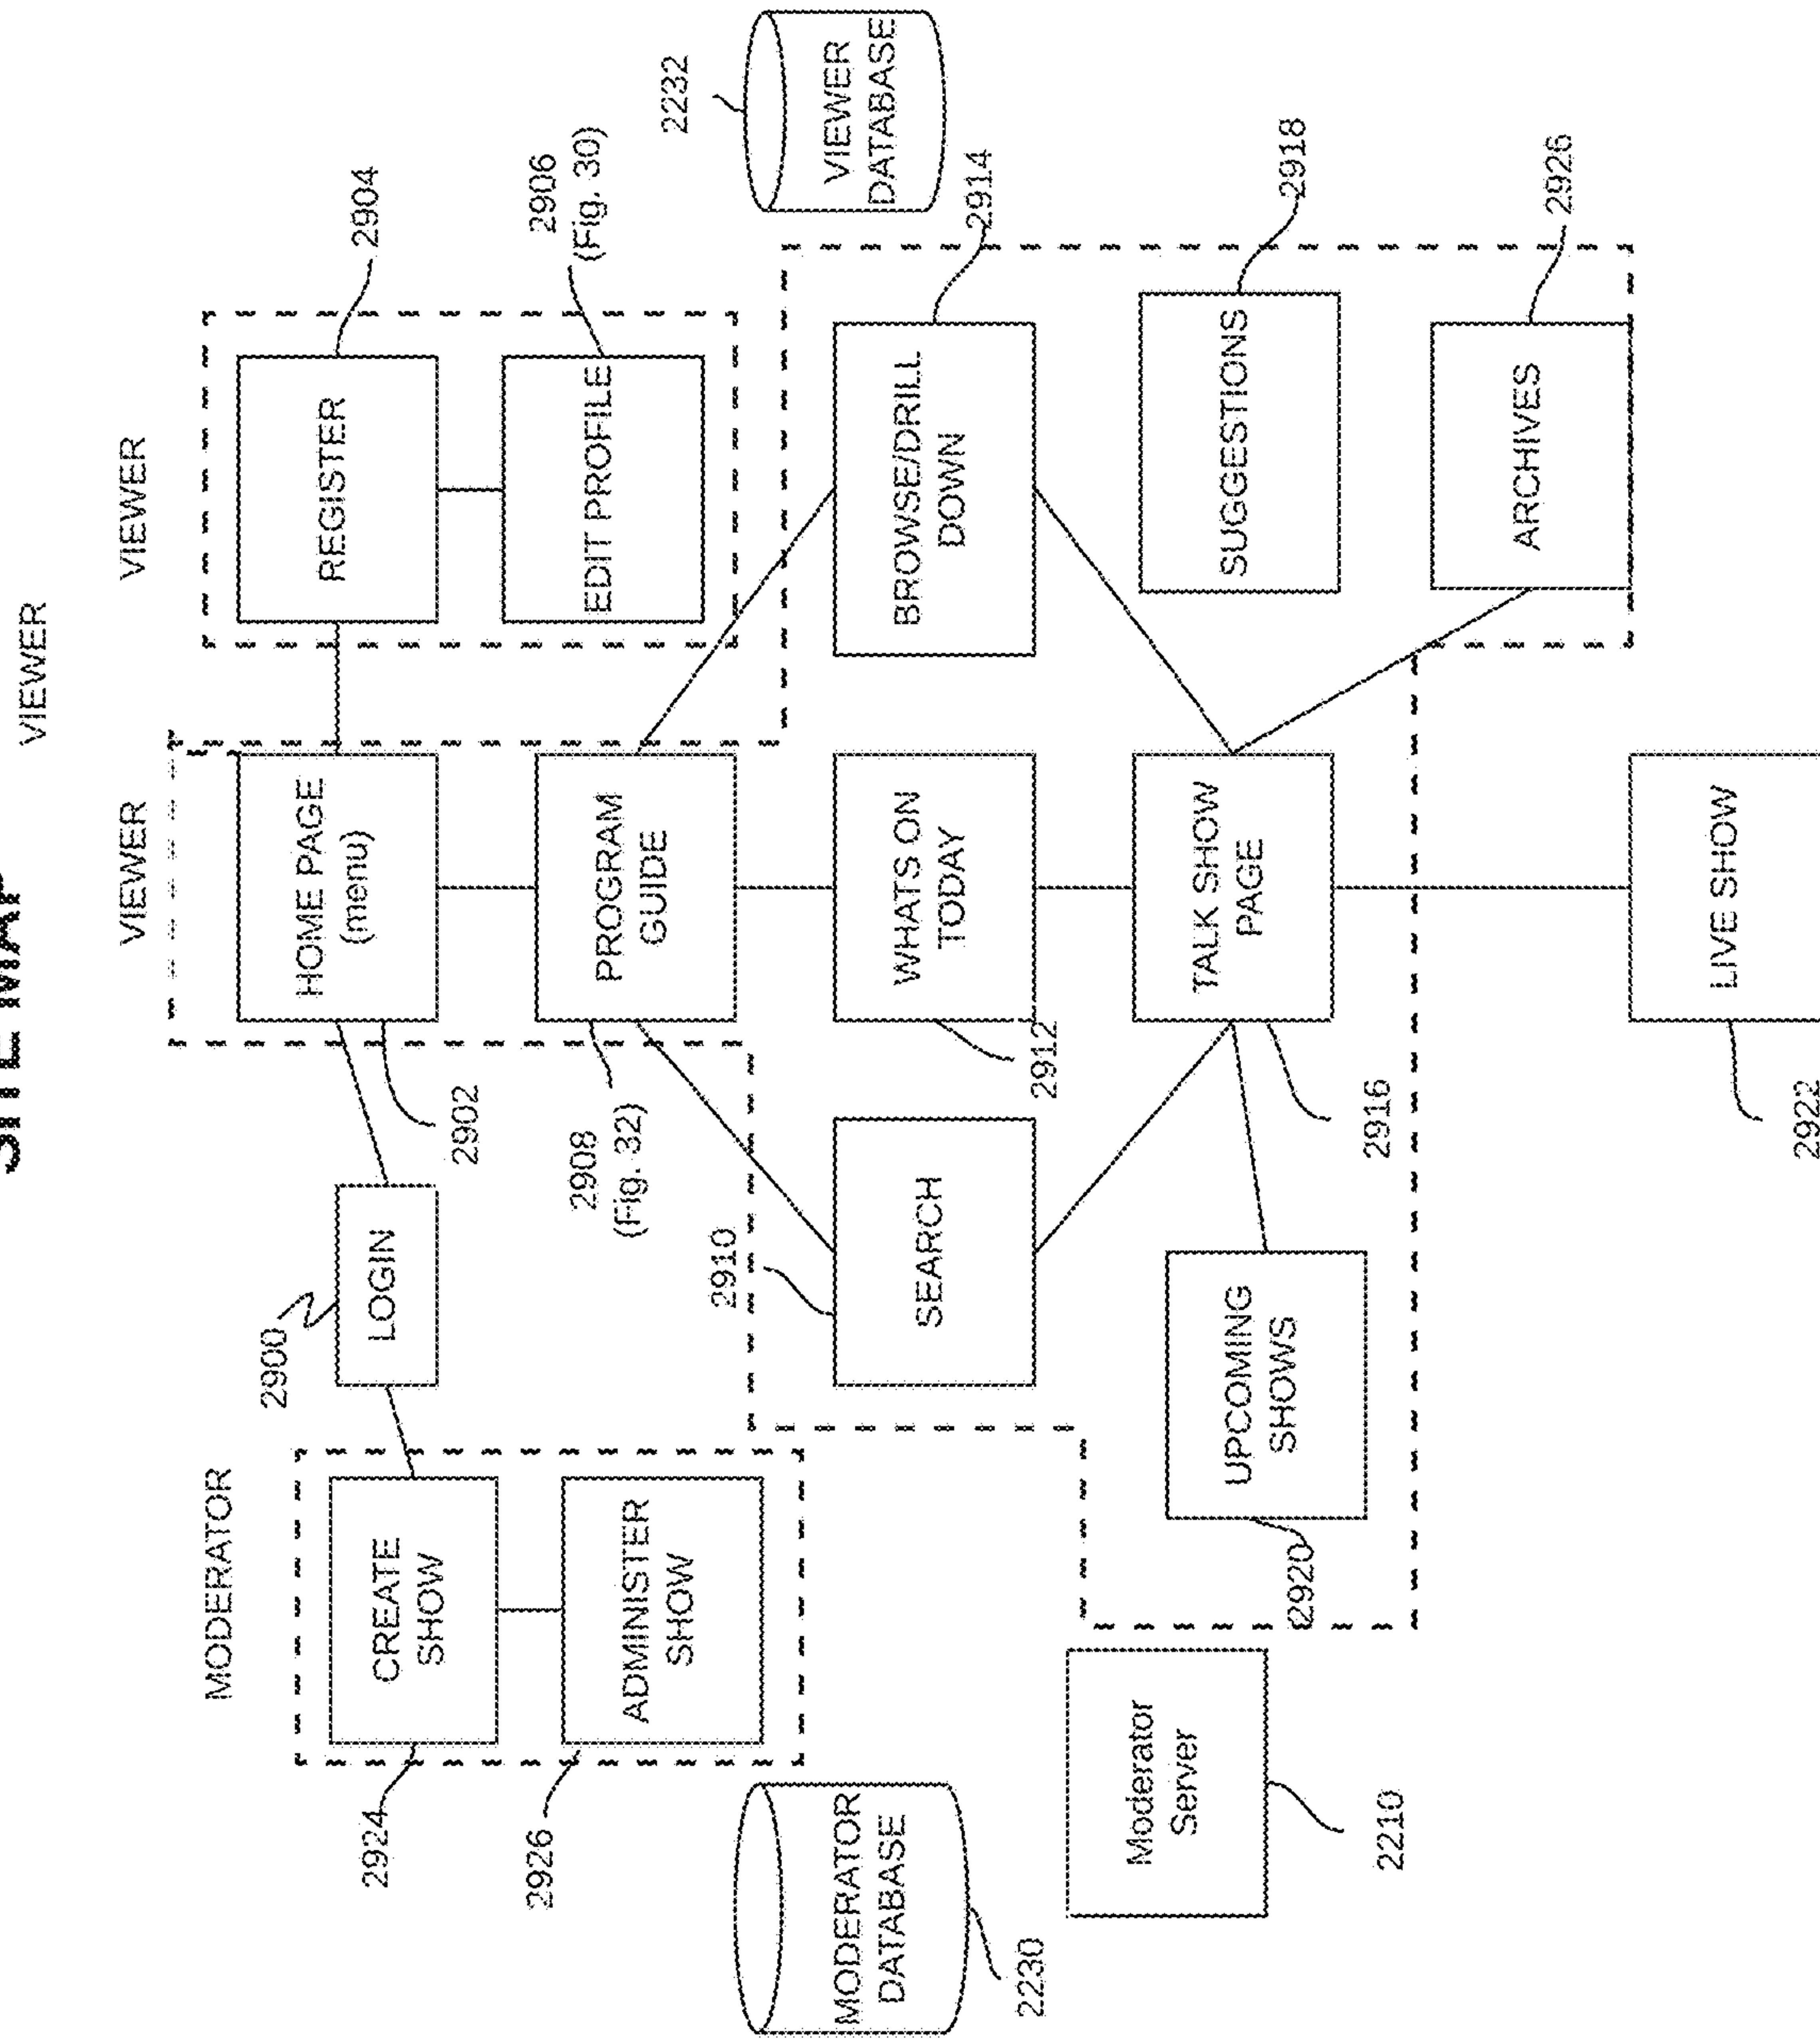 SITE MAP
VIEWER
MODERATOR
VIEWER
VIEWER
2900
2924
CREATE
SHOW
LOGIN
HOME PAGE
(menu)
2902
REGISTER
2904
2926
ADMINISTER
SHOW
2908
(Fig. 32)
PROGRAM
GUIDE
EDIT PROFILE
2906
(Fig. 30)
2232
VIEWER
DATABASE
MODERATOR
DATABASE
2230
2910
SEARCH
WHATS ON
TODAY
2912
BROWSE/DRILL
DOWN
2914
Moderator
Server
2210
UPCOMING
SHOWS
2920
TALK SHOW
PAGE
2916
SUGGESTIONS
2918
ARCHIVES
2926
LIVE SHOW
2922